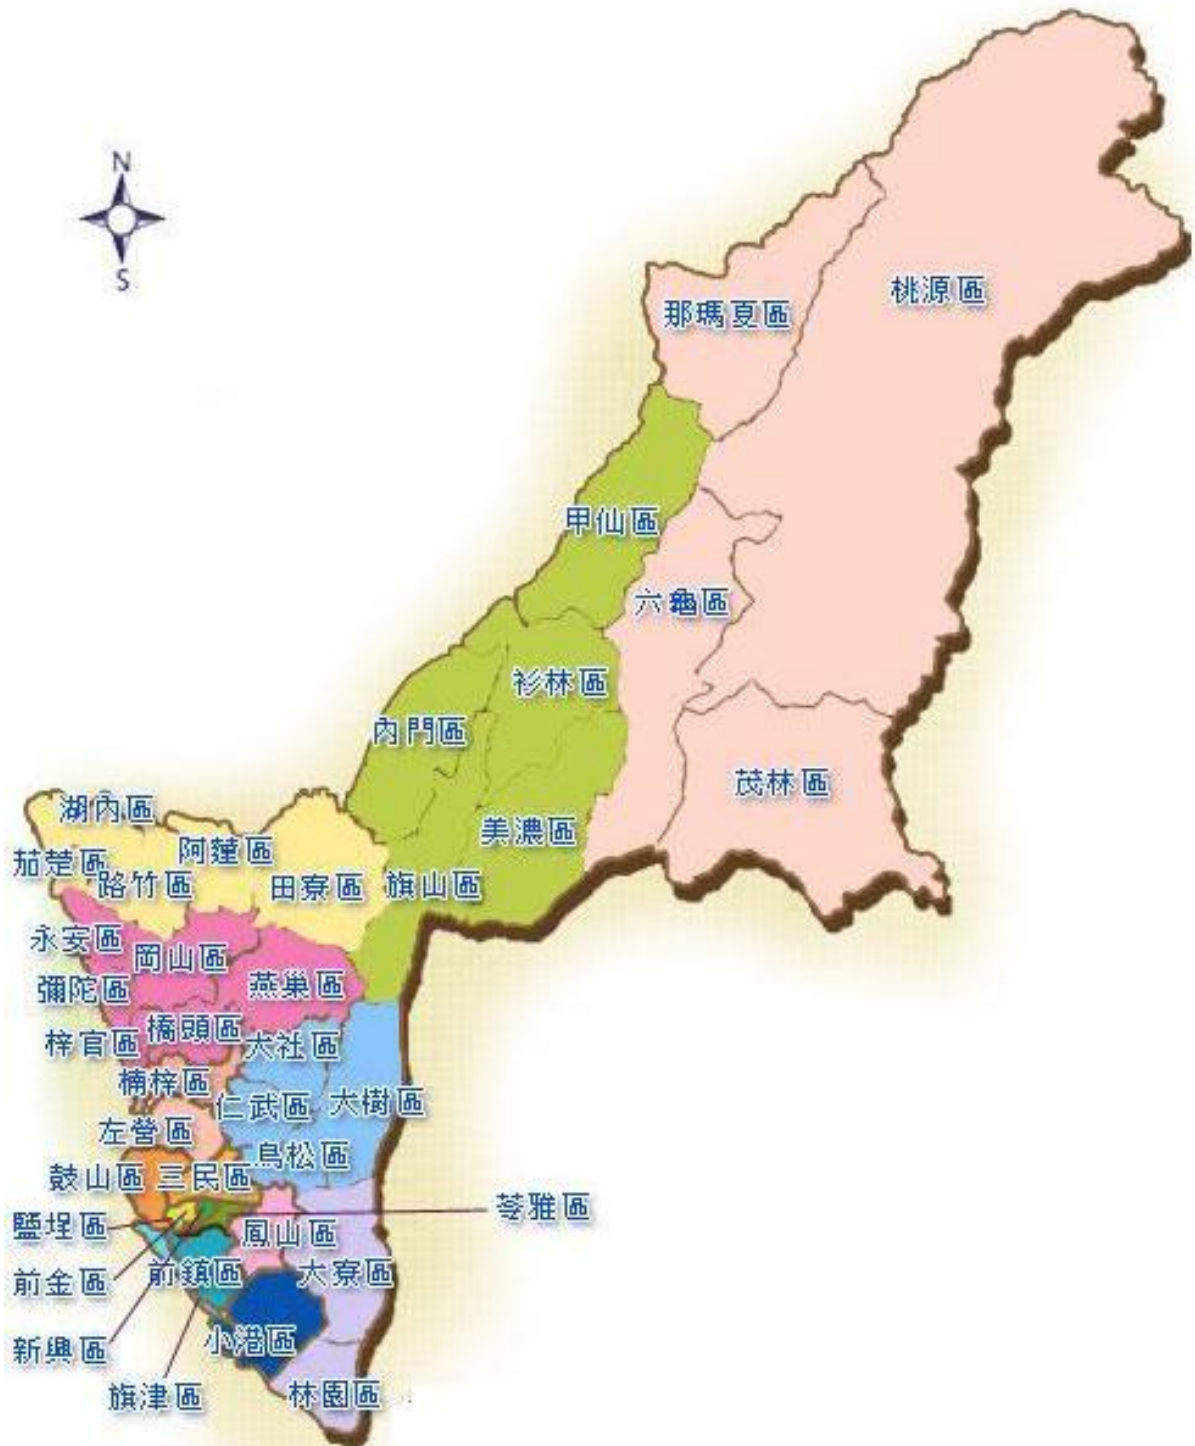 N
S
桃源區
那瑪夏區
甲仙區
六龜區
衫林區
內門區
茂林區
湖內區
美濃區
阿蓮區
茄楚區
路竹區
田寮區
旗山區
永安區
岡山區
燕巢區
彌陀區
橋頭區
梓官區
大社區
楠梓區
仁武區
大樹區
左營區
鳥松區
鼓山區
三民區
苓雅區
鹽埕區
鳳山區
前鎮區
大寮區
前金區
小港區
新興區
旗津區
林園區